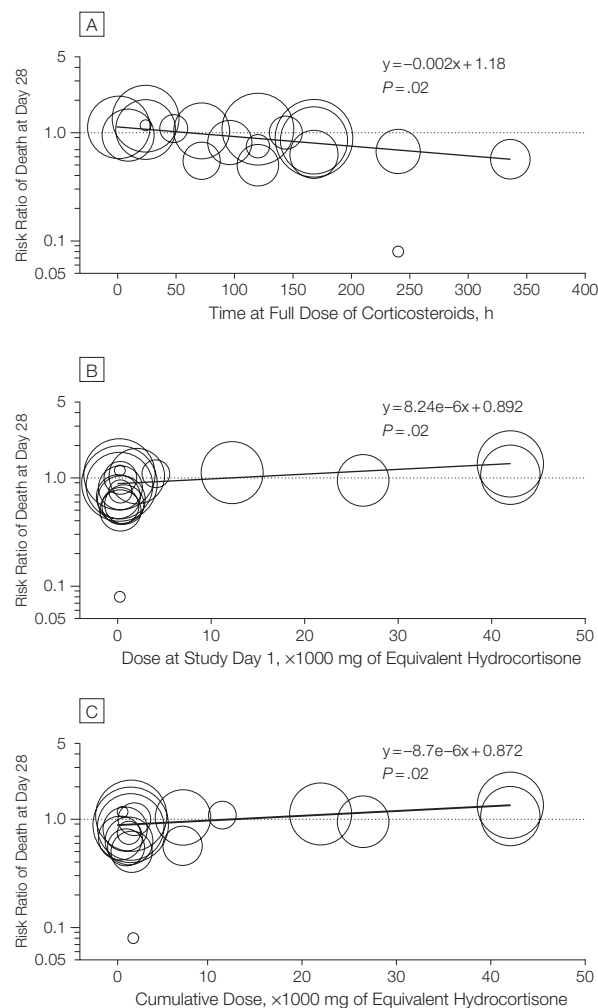 A
y=−0.002x+1.18
P=.02
Risk Ratio of Death at Day 28
5
1.0
0.1
0.05
0 50 100 150 200 250 300 350 400
Time at Full Dose of Corticosteroids, h
B
y=8.24e−6x+0.892
P=.02
Risk Ratio of Death at Day 28
5
1.0
0.1
0.05
0 10 20 30 40 50
Dose at Study Day 1, ×1000 mg of Equivalent Hydrocortisone
C
y=−8.7e−6x+0.872
P=.02
Risk Ratio of Death at Day 28
5
1.0
0.1
0.05
0 10 20 30 40 50
Cumulative Dose, ×1000 mg of Equivalent Hydrocortisone